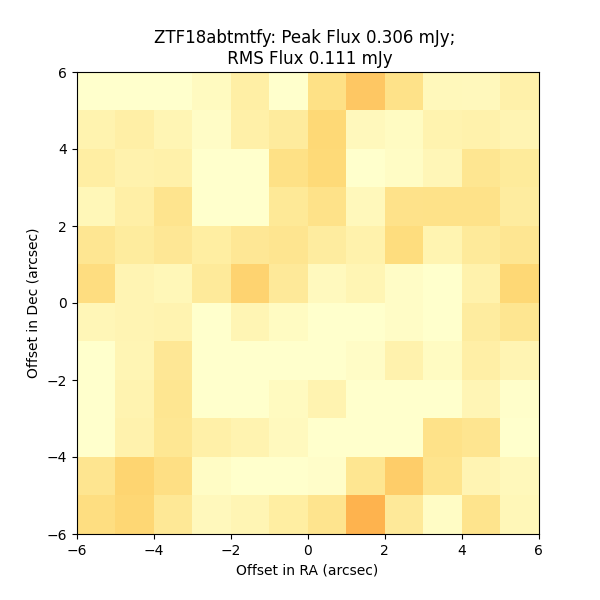 ZTF18abtmtfy: Peak Flux 0.306 mJy;
RMS Flux 0.111 mJy
6
4
2
0
−2
−4
−6
Offset in Dec (arcsec)
−6 −4 −2 0 2 4 6
Offset in RA (arcsec)